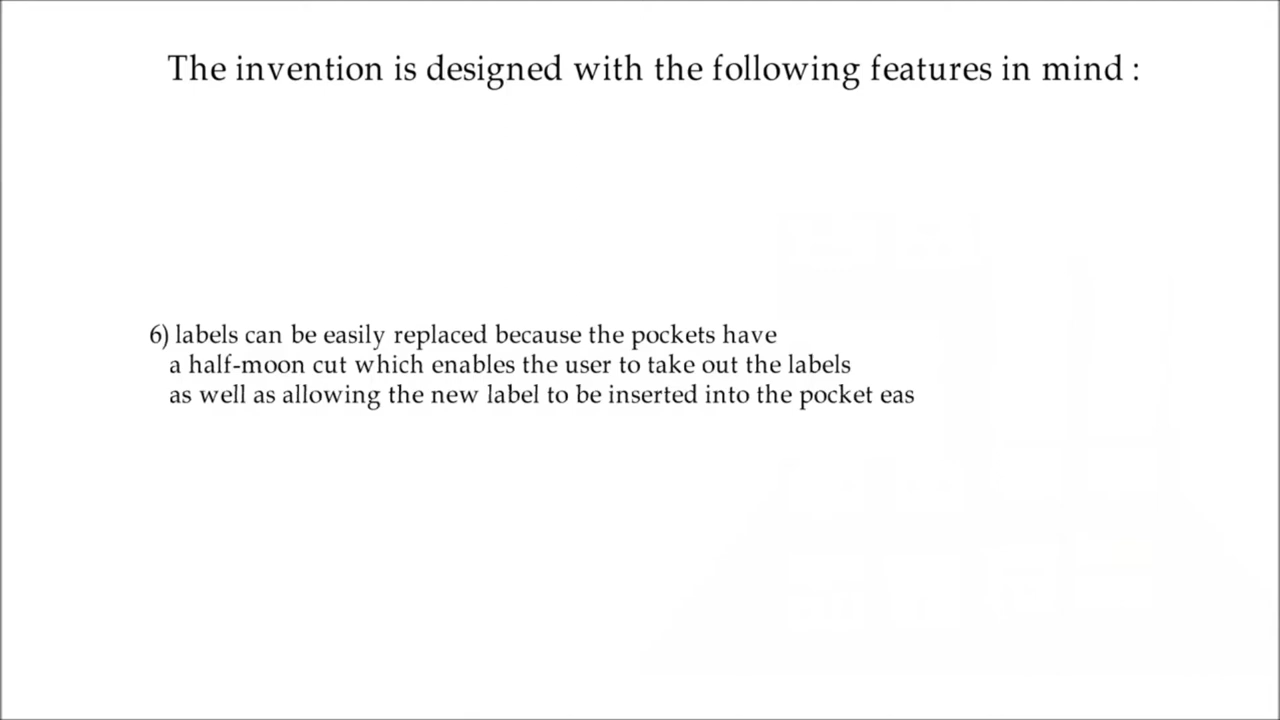 The invention is designed with the following features in mind :
6) labels can be easily replaced because the pockets have
a half-moon cut which enables the user to take out the labels
as well as allowing the new label to be inserted into the pocket eas